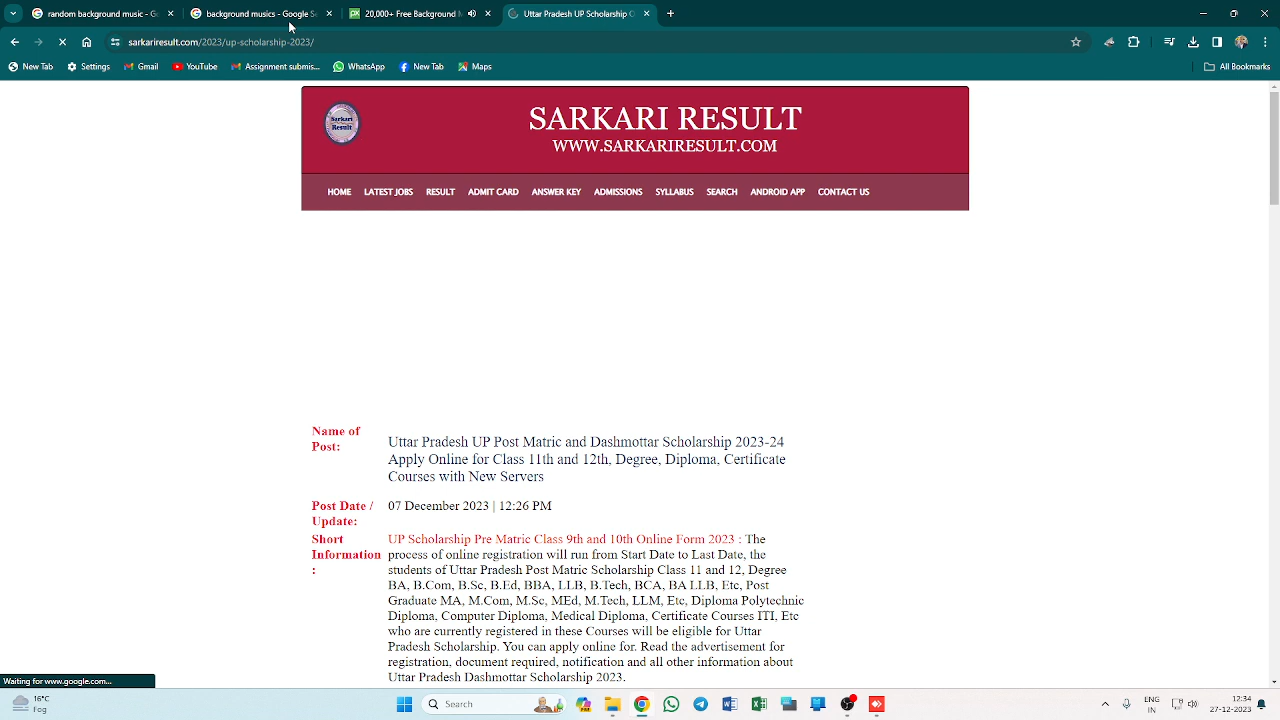 random background music - Go
background musics - Google Se
20,000+ Free Background M
Uttar Pradesh UP Scholarship O
sarkariresult.com/2023/up-scholarship-2023/
New Tab
Settings
Gmail
YouTube
Assignment submis...
WhatsApp
New Tab
Maps
All Bookmarks
Sarkari
Result
SARKARI RESULT
WWW.SARKARIRESULT.COM
HOME LATEST JOBS RESULT ADMIT CARD ANSWER KEY ADMISSIONS SYLLABUS SEARCH ANDROID APP CONTACT US
Name of
Post:
Uttar Pradesh UP Post Matric and Dashmottar Scholarship 2023-24
Apply Online for Class 11th and 12th, Degree, Diploma, Certificate
Courses with New Servers
Post Date /
Update:
07 December 2023 | 12:26 PM
Short
Information
:
UP Scholarship Pre Matric Class 9th and 10th Online Form 2023 : The
process of online registration will run from Start Date to Last Date, the
students of Uttar Pradesh Post Matric Scholarship Class 11 and 12, Degree
BA, B.Com, B.Sc, B.Ed, BBA, LLB, B.Tech, BCA, BA LLB, Etc, Post
Graduate MA, M.Com, M.Sc, MEd, M.Tech, LLM, Etc, Diploma Polytechnic
Diploma, Computer Diploma, Medical Diploma, Certificate Courses ITI, Etc
who are currently registered in these Courses will be eligible for Uttar
Pradesh Scholarship. You can apply online for. Read the advertisement for
registration, document required, notification and all other information about
Uttar Pradesh Dashmottar Scholarship 2023.
Waiting for www.google.com...
16°C
Fog
Search
ENG
IN
12:34
27-12-2023